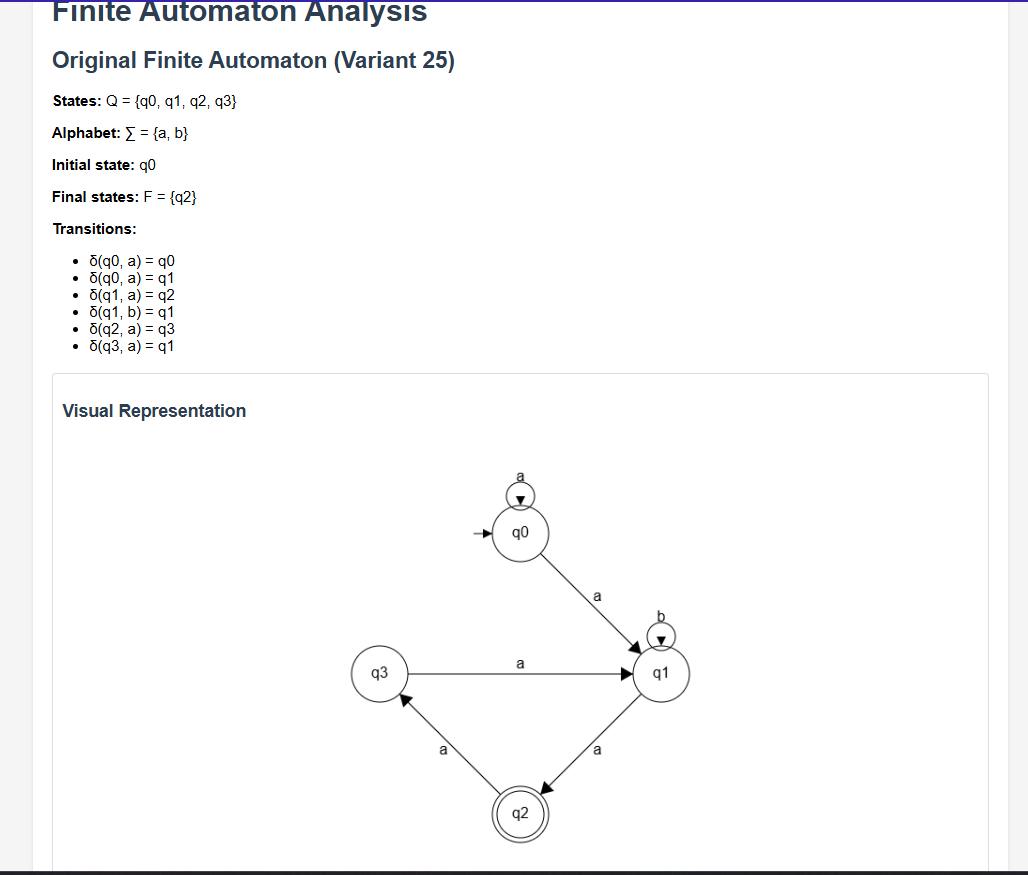 Finite Automaton Analysis
Original Finite Automaton (Variant 25)
States: Q = {q0, q1, q2, q3}
Alphabet: ∑ = {a, b}
Initial state: q0
Final states: F = {q2}
Transitions:
• δ(q0, a) = q0
• δ(q0, a) = q1
• δ(q1, a) = q2
• δ(q1, b) = q1
• δ(q2, a) = q3
• δ(q3, a) = q1
Visual Representation
a
q0
a
b
a
q3
q1
a
a
q2